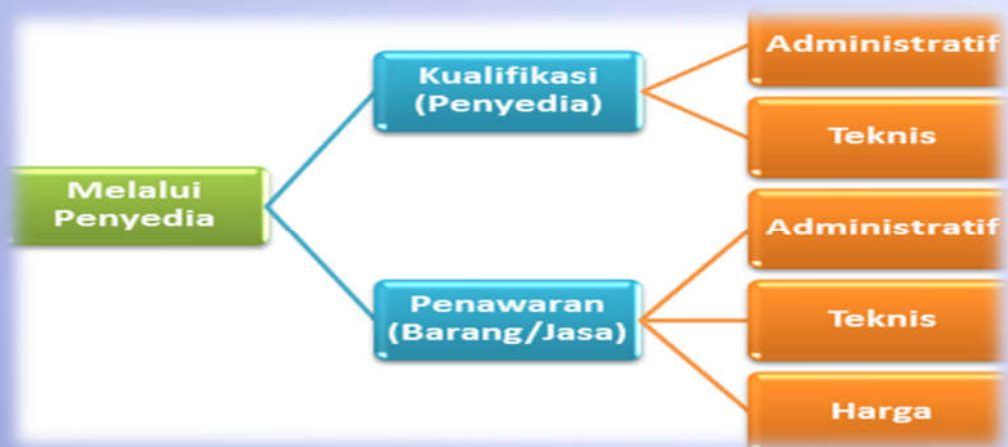 Melalui
Penyedia
Kualifikasi
(Penyedia)
Administratif
Teknis
Penawaran
(Barang/Jasa)
Administratif
Teknis
Harga